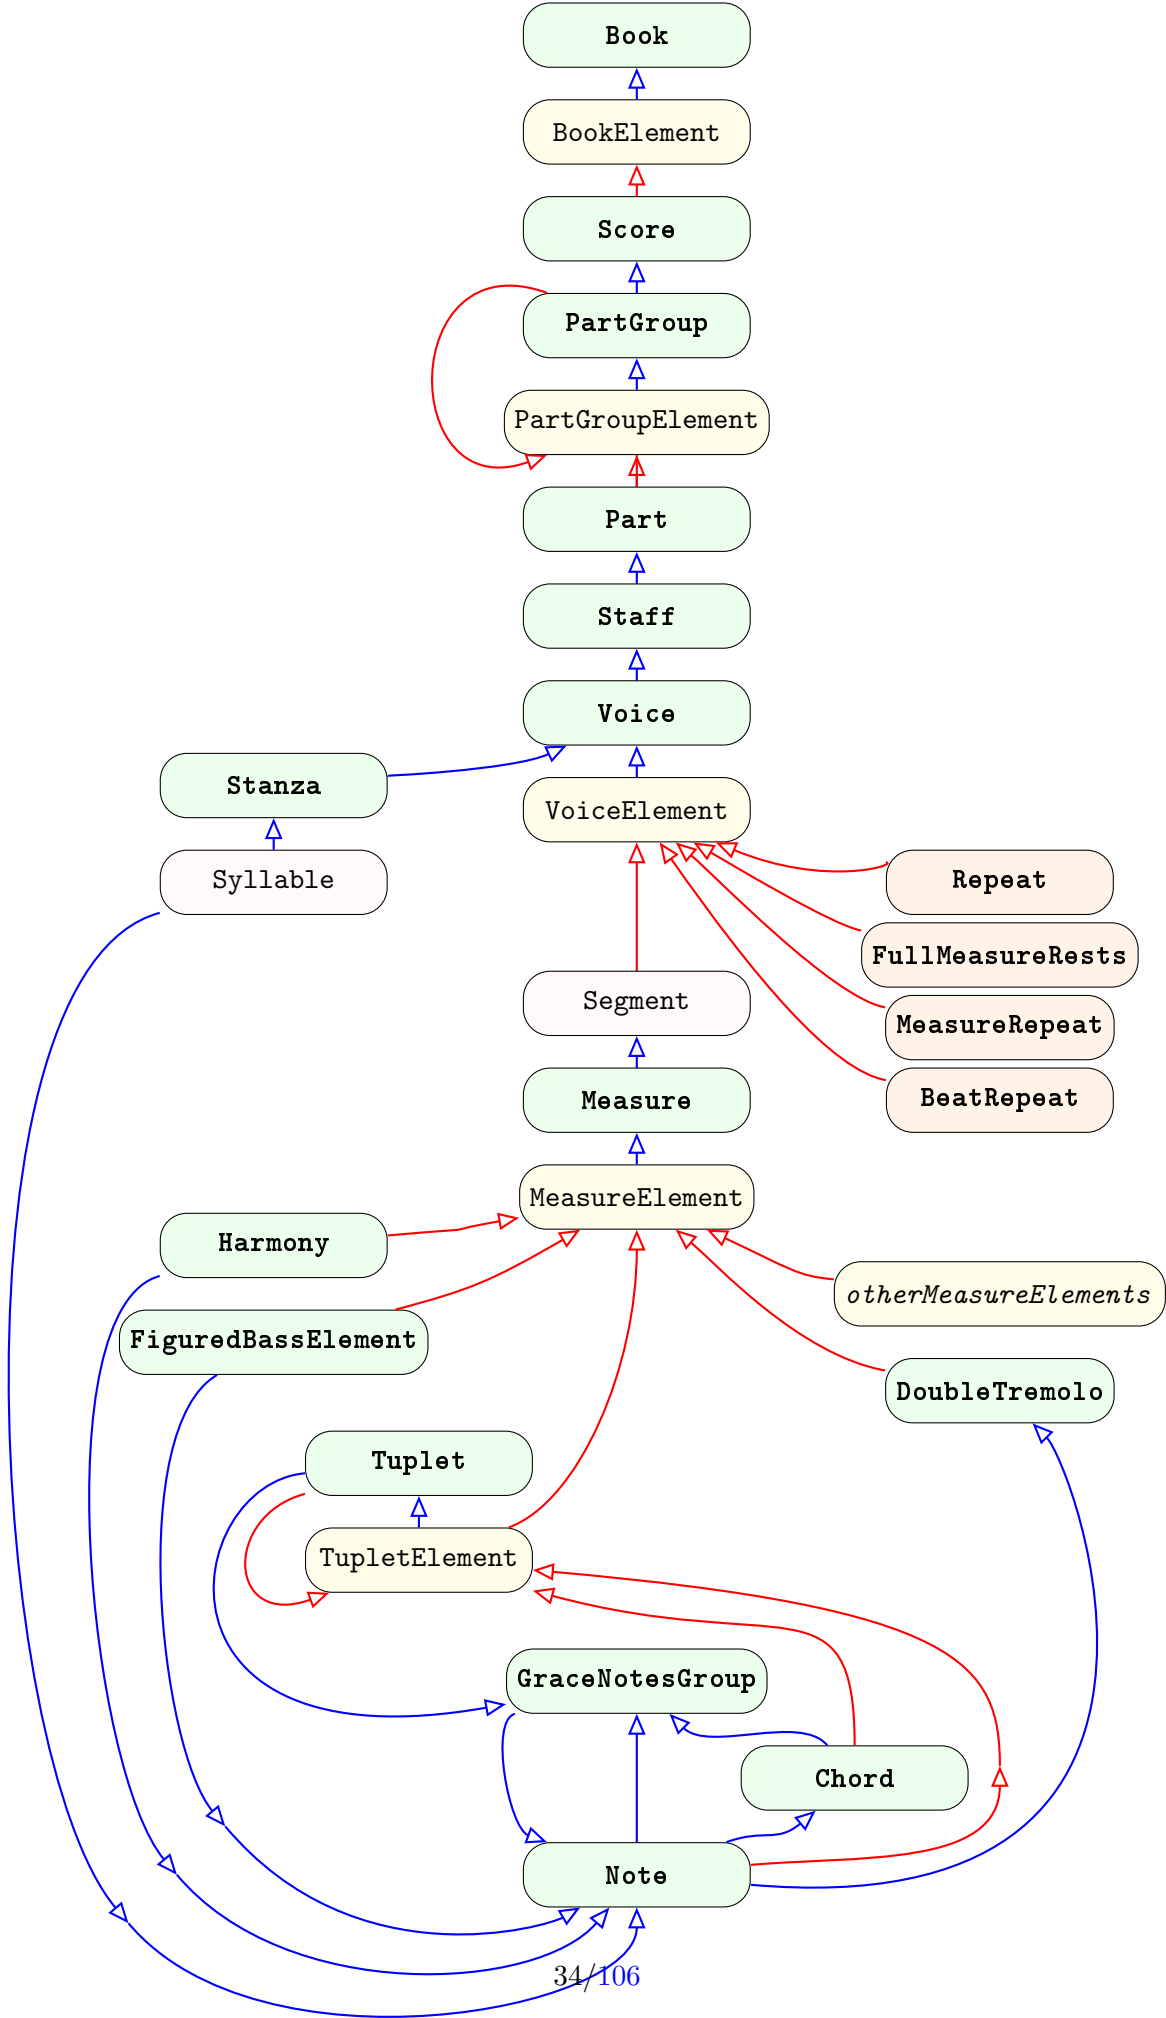 Book
BookElement
Score
PartGroup
PartGroupElement
Part
Staff
Voice
Stanza
VoiceElement
Syllable
Repeat
FullMeasureRests
Segment
MeasureRepeat
Measure
BeatRepeat
MeasureElement
Harmony
otherMeasureElements
FiguredBassElement
DoubleTremolo
Tuplet
TupletElement
GraceNotesGroup
Chord
Note
34/106